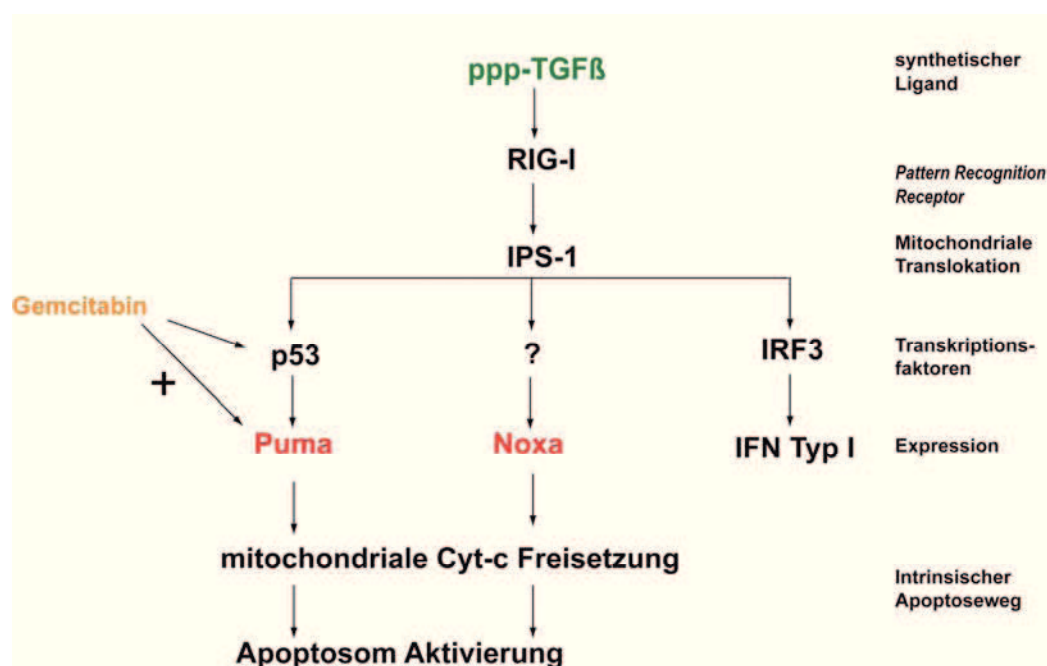 ppp-TGFß
synthetischer
Ligand
RIG-I
Pattern Recognition
Receptor
IPS-1
Mitochondriale
Translokation
Gemcitabin
+
p53
?
IRF3
Transkriptions-
faktoren
Puma
Noxa
IFN Typ I
Expression
mitochondriale Cyt-c Freisetzung
Intrinsischer
Apoptoseweg
Apoptosom Aktivierung